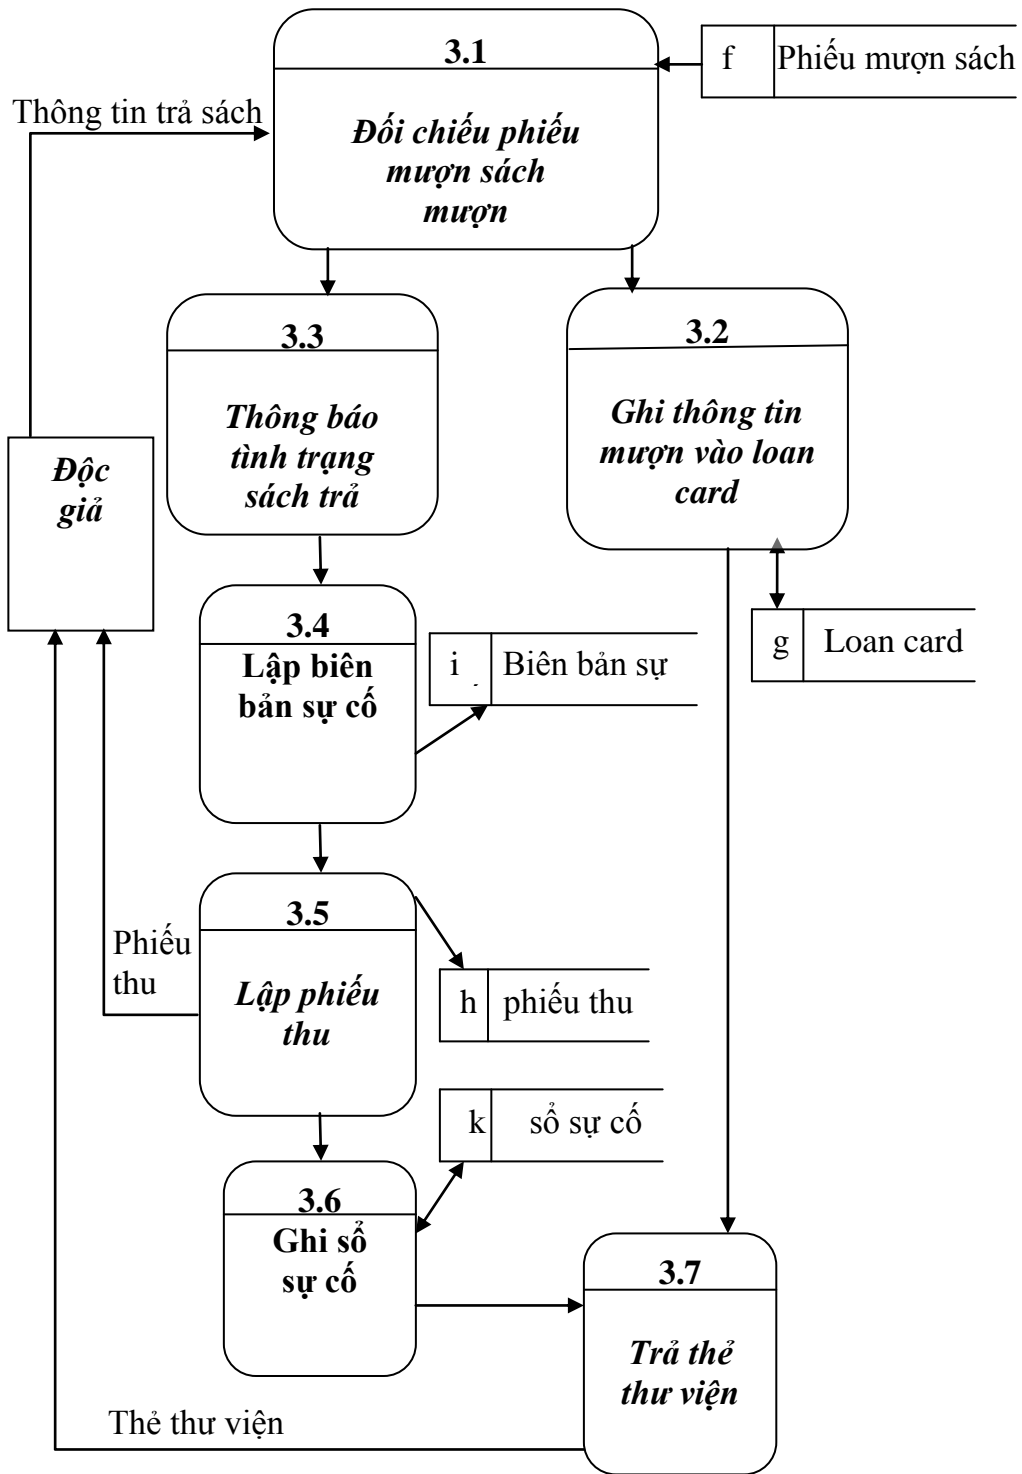 3.1
f Phiếu mượn sách
Thông tin trả sách
Đối chiếu phiếu
mượn sách
mượn
3.3
Thông báo
tình trạng
sách trả
3.2
Ghi thông tin
mượn vào loan
card
Độc
giả
3.4
Lập biên
bản sự cố
i Biên bản sự
g Loan card
3.5
Lập phiếu
thu
Phiếu
thu
h phiếu thu
k sổ sự cố
3.6
Ghi sổ
sự cố
3.7
Trả thẻ
thư viện
Thẻ thư viện